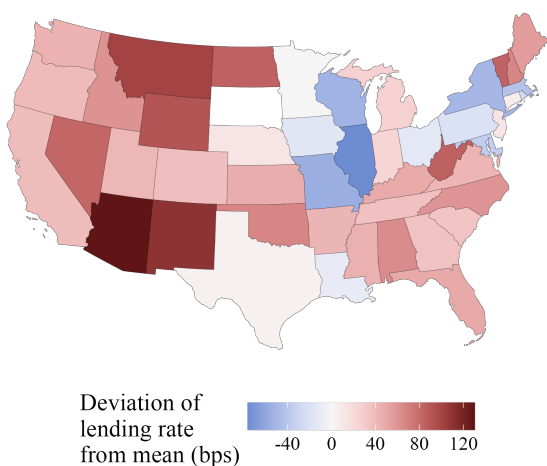 Deviation of
lending rate
from mean (bps)
-40 0 40 80 120